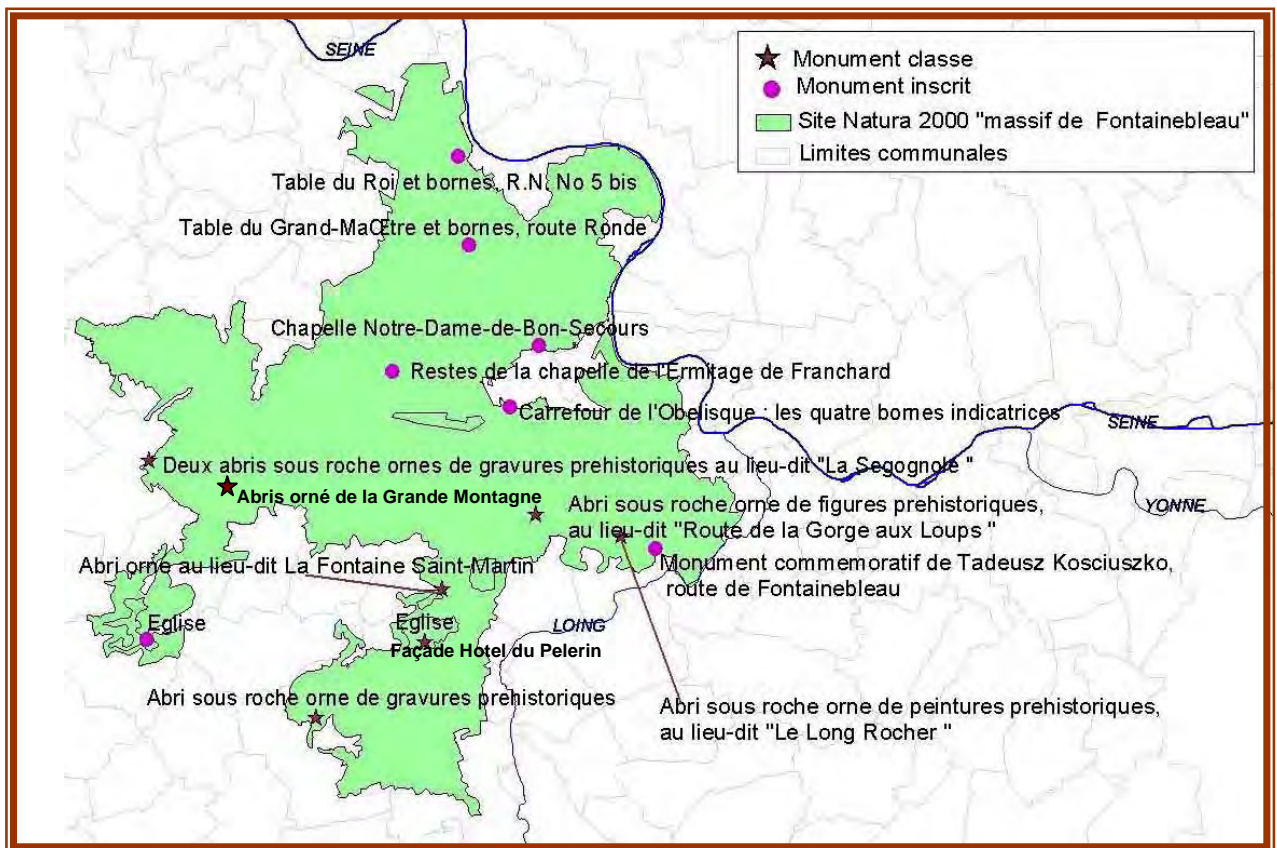 SEINE
Monument classe
Monument inscrit
Site Natura 2000 "massif de Fontainebleau"
Limites communales
Table du Roi et bornes, R.N. No 5 bis
Table du Grand-MaŒtre et bornes, route Ronde
Chapelle Notre-Dame-de-Bon-Secours
Restes de la chapelle de l'Ermitage de Franchard
Carrefour de l'Obelisque : les quatre bornes indicatrices
SEINE
Deux abris sous roche ornes de gravures prehistoriques au lieu-dit "La Segognole "
Abris orné de la Grande Montagne
YONNE
Abri sous roche orne de figures prehistoriques,
au lieu-dit "Route de la Gorge aux Loups "
Monument commemoratif de Tadeusz Kosciuszko,
route de Fontainebleau
Abri orne au lieu-dit La Fontaine Saint-Martin
Eglise
Eglise
LOING
Façade Hotel du Pelerin
Abri sous roche orne de gravures prehistoriques
Abri sous roche orne de peintures prehistoriques,
au lieu-dit "Le Long Rocher "